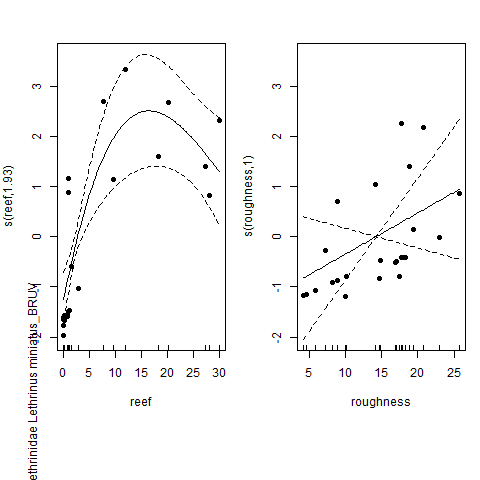 ethrinidae Lethrinus miniatus_BRUV
s(reef,1.93)
-2 -1 0 1 2 3
0 5 10 15 20 25 30
reef
s(roughness,1)
-2 -1 0 1 2 3
5 10 15 20 25
roughness